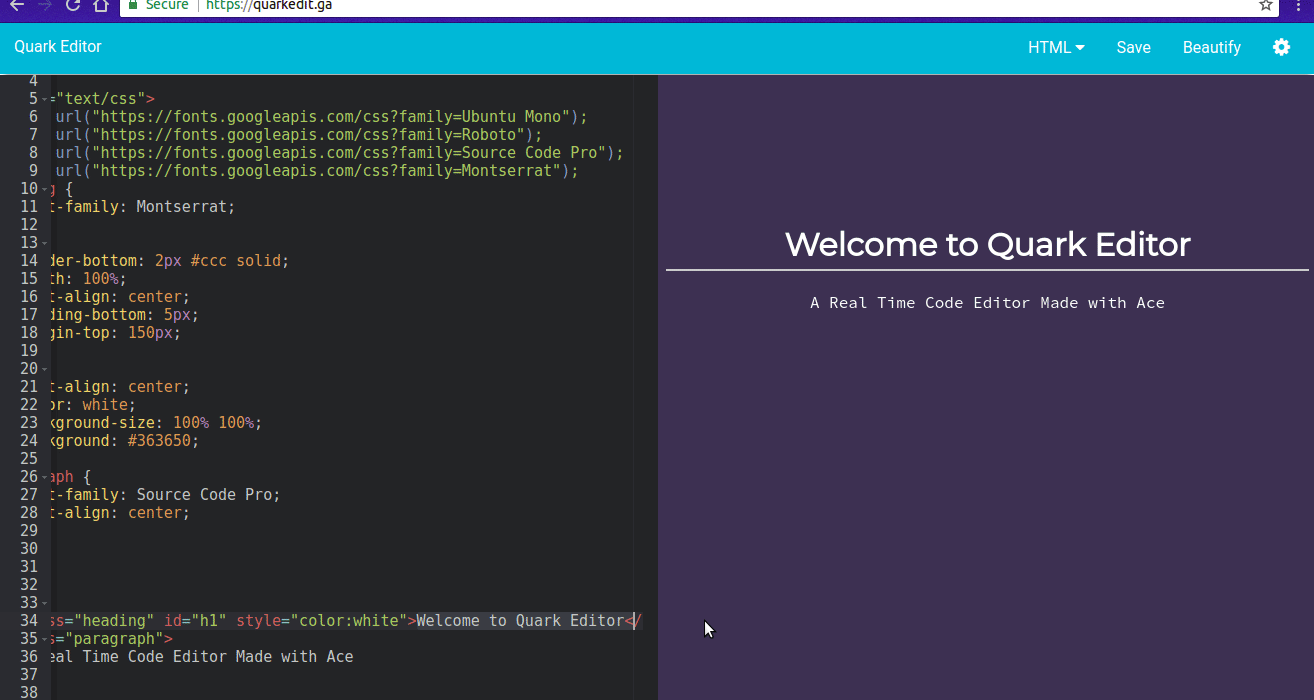 Secure | https://quarkedit.ga
Quark Editor
HTML
Save
Beautify
4
5 ="text/css">
6 url("https://fonts.googleapis.com/css?family=Ubuntu Mono");
7 url("https://fonts.googleapis.com/css?family=Roboto");
8 url("https://fonts.googleapis.com/css?family=Source Code Pro");
9 url("https://fonts.googleapis.com/css?family=Montserrat");
10 g {
11 t-family: Montserrat;
12
13
14 der-bottom: 2px #ccc solid;
15 th: 100%;
16 t-align: center;
17 ding-bottom: 5px;
18 gin-top: 150px;
19
20
21 t-align: center;
22 or: white;
23 kground-size: 100% 100%;
24 kground: #363650;
25
26 aph {
27 t-family: Source Code Pro;
28 t-align: center;
29
30
31
32
33
34 ss="heading" id="h1" style="color:white">Welcome to Quark Editor</
35 s="paragraph">
36 eal Time Code Editor Made with Ace
37
38
Welcome to Quark Editor
A Real Time Code Editor Made with Ace